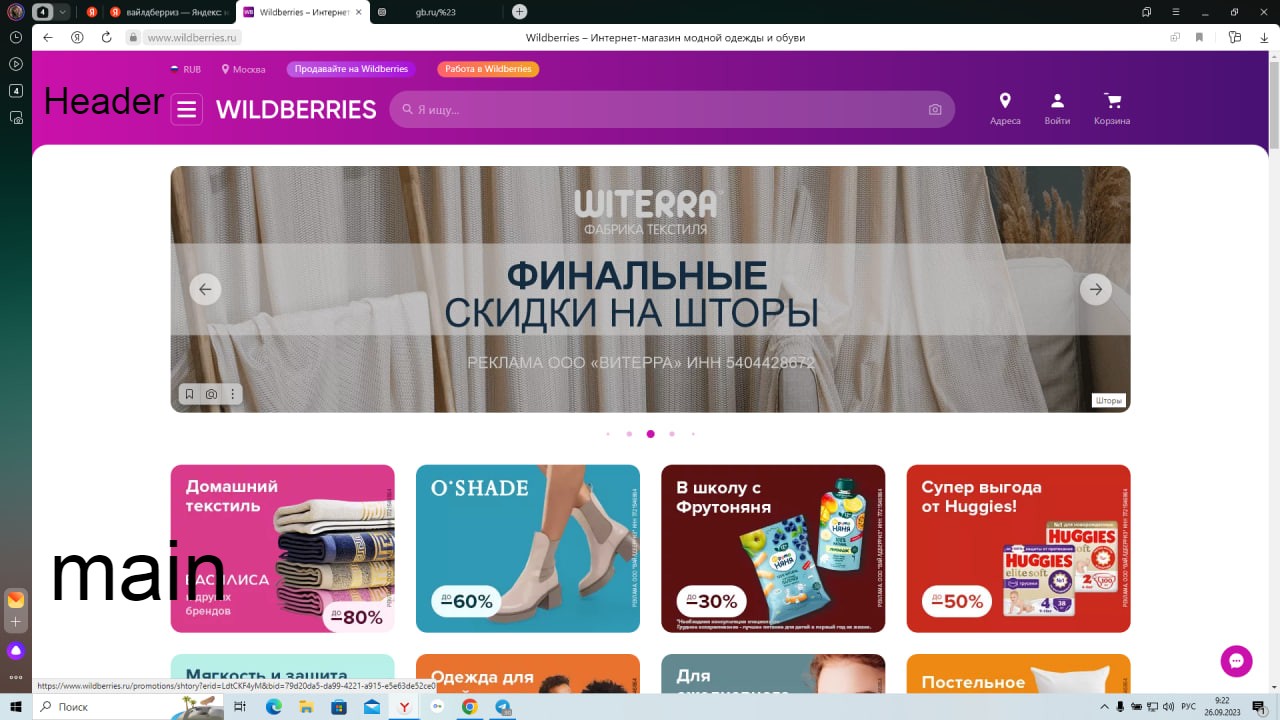 4
вайлдберриз — Яндекс: н
Wildberries – Интернет
gb.ru/%23
www.wildberries.ru
Wildberries – Интернет-магазин модной одежды и обуви
4
RUB
Москва
Продавайте на Wildberries
Работа в Wildberries
Header
WILDBERRIES
Я ищу...
Адреса
Войти
Корзина
WITERRA
ФАБРИКА ТЕКСТИЛЯ
ФИНАЛЬНЫЕ
СКИДКИ НА ШТОРЫ
РЕКЛАМА ООО «ВИТЕРРА» ИНН 5404428672
Шторы
Домашний
текстиль
main
ВАСИЛИСА
и других
брендов
ДО
–80%
O'SHADE
ДО
–60%
В школу с
Фрутоняня
ДО
–30%
Супер выгода
от Huggies!
HUGGIES
HUGGIES
elite soft
ДО
–50%
Мягкость и защита
Одежда для
Для
Постельное
https://www.wildberries.ru/promotions/shtory?erid=LdtCKF4yM&bid=79d20da5-da99-4221-a915-e5e63de52ce0
Поиск
РУС
9:22
26.09.2023